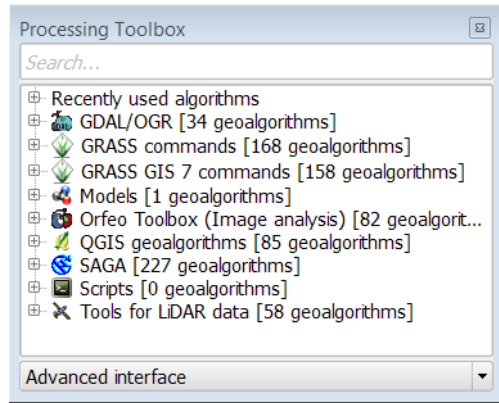 Processing Toolbox
Search...
Recently used algorithms
GDAL/OGR [34 geoalgorithms]
GRASS commands [168 geoalgorithms]
GRASS GIS 7 commands [158 geoalgorithms]
Models [1 geoalgorithms]
Orfeo Toolbox (Image analysis) [82 geoalgorit...
QGIS geoalgorithms [85 geoalgorithms]
SAGA [227 geoalgorithms]
Scripts [0 geoalgorithms]
Tools for LiDAR data [58 geoalgorithms]
Advanced interface